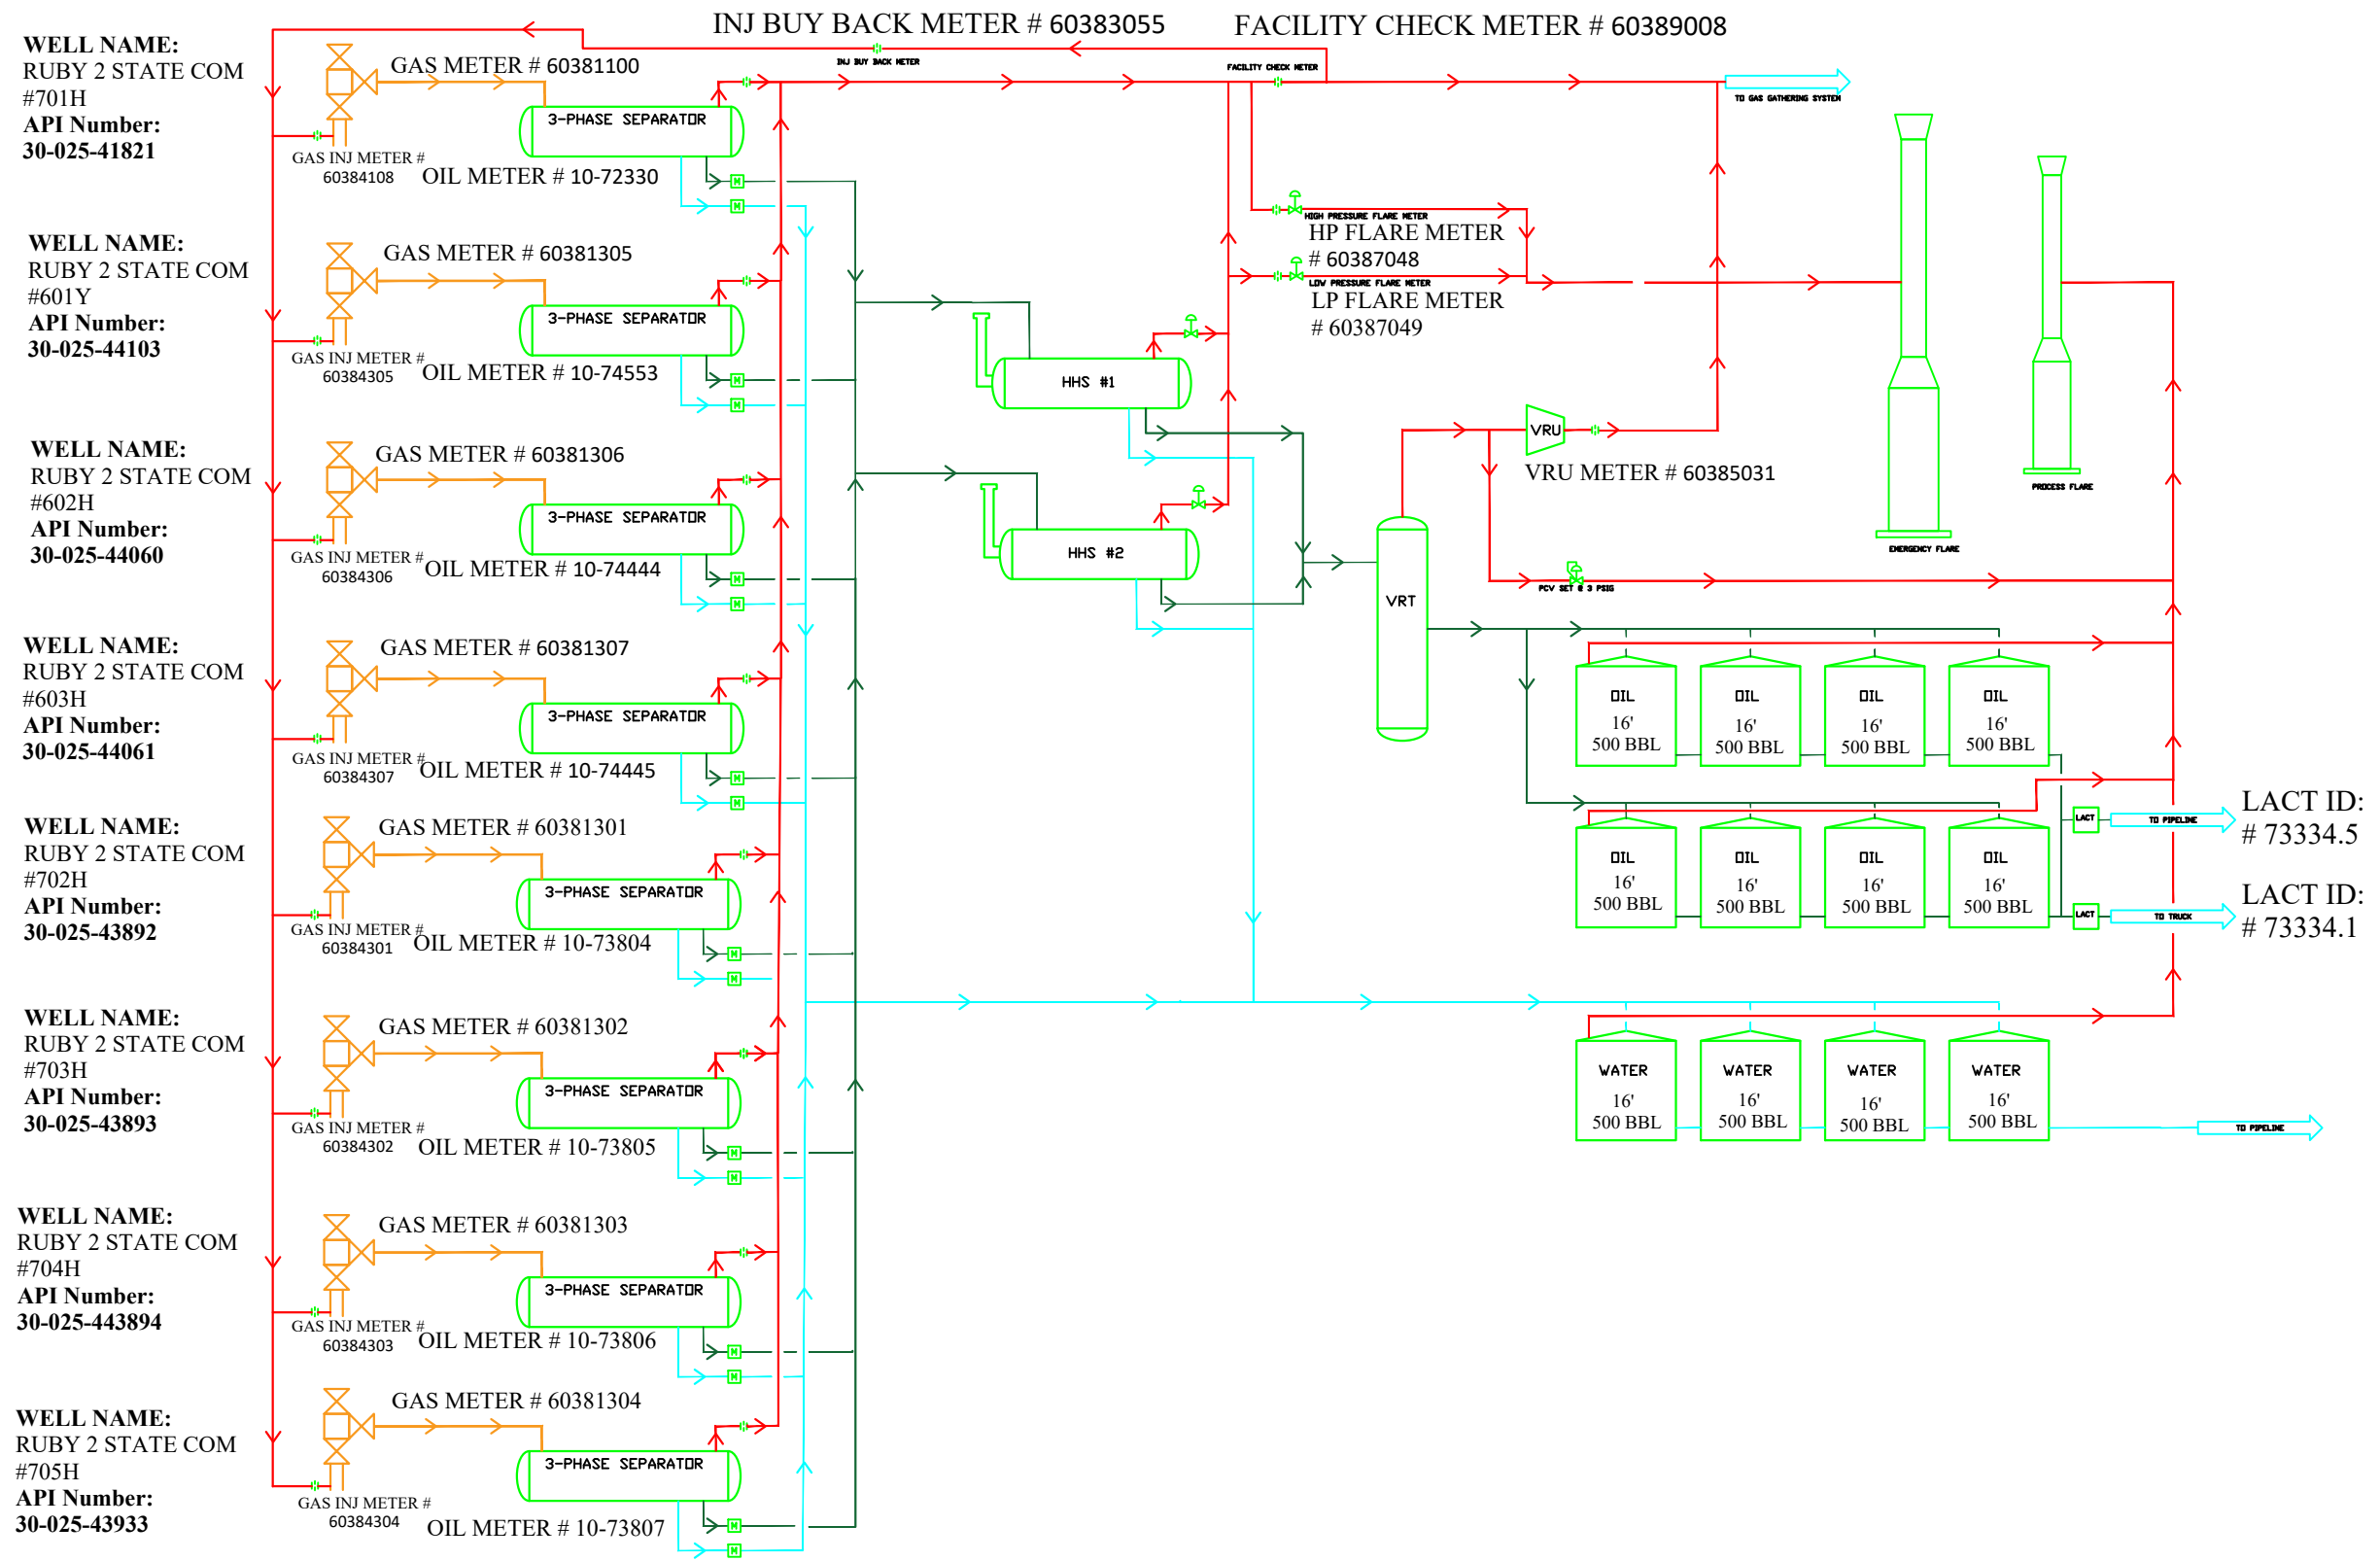 INJ BUY BACK METER # 60383055
FACILITY CHECK METER # 60389008
INJ BUY BACK METER
FACILITY CHECK METER
TO GAS GATHERING SYSTEM
WELL NAME:
RUBY 2 STATE COM
#701H
API Number:
30-025-41821
GAS METER # 60381100
3-PHASE SEPARATOR
GAS INJ METER #
60384108
OIL METER # 10-72330
M
M
WELL NAME:
RUBY 2 STATE COM
#601Y
API Number:
30-025-44103
GAS METER # 60381305
3-PHASE SEPARATOR
GAS INJ METER #
60384305
OIL METER # 10-74553
M
M
WELL NAME:
RUBY 2 STATE COM
#602H
API Number:
30-025-44060
GAS METER # 60381306
3-PHASE SEPARATOR
GAS INJ METER #
60384306
OIL METER # 10-74444
M
M
WELL NAME:
RUBY 2 STATE COM
#603H
API Number:
30-025-44061
GAS METER # 60381307
3-PHASE SEPARATOR
GAS INJ METER #
60384307
OIL METER # 10-74445
M
M
WELL NAME:
RUBY 2 STATE COM
#702H
API Number:
30-025-43892
GAS METER # 60381301
3-PHASE SEPARATOR
GAS INJ METER #
60384301
OIL METER # 10-73804
M
M
WELL NAME:
RUBY 2 STATE COM
#703H
API Number:
30-025-43893
GAS METER # 60381302
3-PHASE SEPARATOR
GAS INJ METER #
60384302
OIL METER # 10-73805
M
M
WELL NAME:
RUBY 2 STATE COM
#704H
API Number:
30-025-443894
GAS METER # 60381303
3-PHASE SEPARATOR
GAS INJ METER #
60384303
OIL METER # 10-73806
M
M
WELL NAME:
RUBY 2 STATE COM
#705H
API Number:
30-025-43933
GAS METER # 60381304
3-PHASE SEPARATOR
GAS INJ METER #
60384304
OIL METER # 10-73807
M
M
HIGH PRESSURE FLARE METER
HP FLARE METER
# 60387048
LOW PRESSURE FLARE METER
LP FLARE METER
# 60387049
HHS #1
HHS #2
VRU
VRU METER # 60385031
VRT
PCV SET @ 3 PSIG
EMERGENCY FLARE
PROCESS FLARE
OIL
16'
500 BBL
OIL
16'
500 BBL
OIL
16'
500 BBL
OIL
16'
500 BBL
OIL
16'
500 BBL
OIL
16'
500 BBL
OIL
16'
500 BBL
OIL
16'
500 BBL
LACT
TO PIPELINE
LACT ID:
# 73334.5
LACT
TO TRUCK
LACT ID:
# 73334.1
WATER
16'
500 BBL
WATER
16'
500 BBL
WATER
16'
500 BBL
WATER
16'
500 BBL
TO PIPELINE